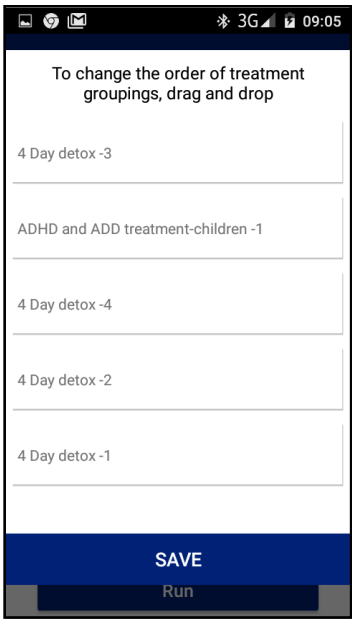 3G 09:05
To change the order of treatment
groupings, drag and drop
4 Day detox -3
ADHD and ADD treatment-children -1
4 Day detox -4
4 Day detox -2
4 Day detox -1
SAVE
Run